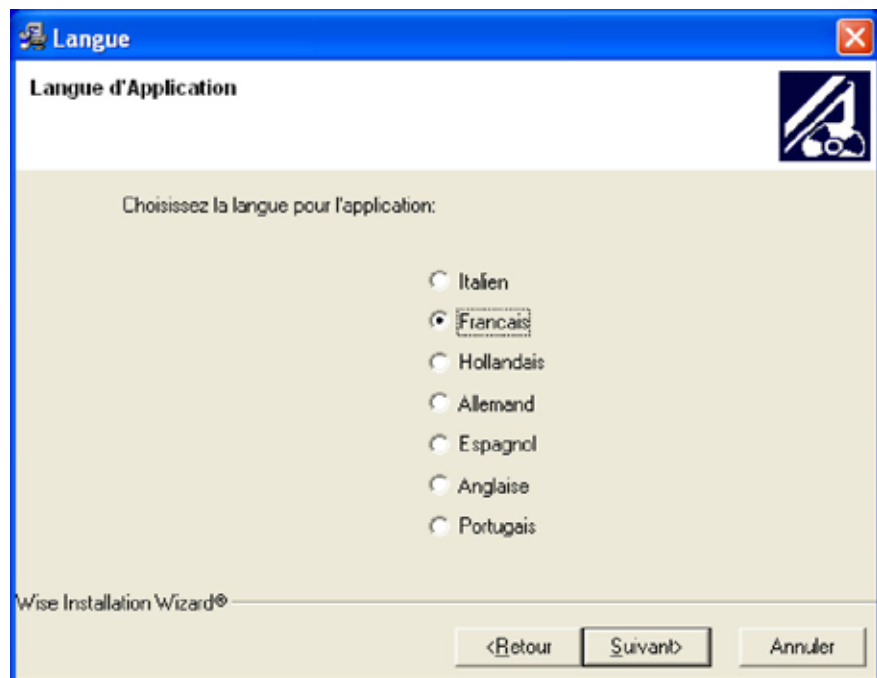 Langue
Langue d'Application
Choisissez la langue pour l'application:
Italien
Francais
Hollandais
Allemand
Espagnol
Anglaise
Portugais
Wise Installation Wizard®
<Retour Suivant> Annuler